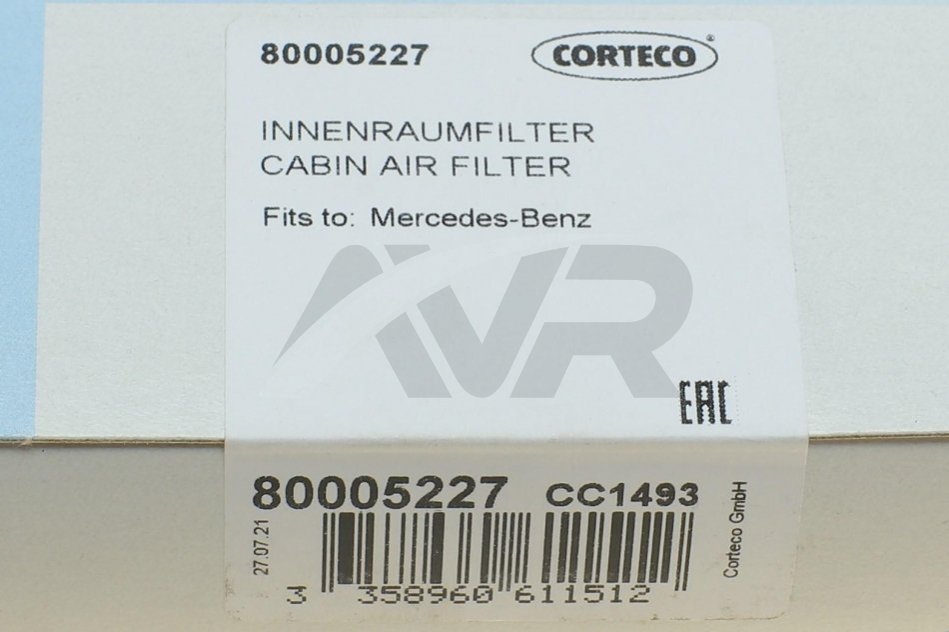 80005227 CORTECO®
INNENRAUMFILTER
CABIN AIR FILTER
Fits to: Mercedes-Benz
AVR
EAC
80005227 CC1493
27.07.21
Corteco GmbH
3 358960 611512